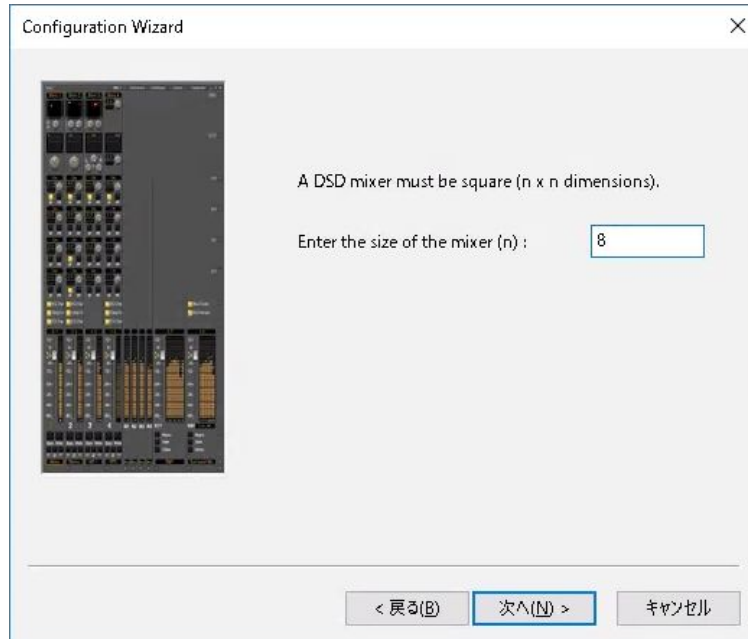 Configuration Wizard
A DSD mixer must be square (n x n dimensions).
Enter the size of the mixer (n) :
8
< 戻る(B)
次へ(N) >
キャンセル